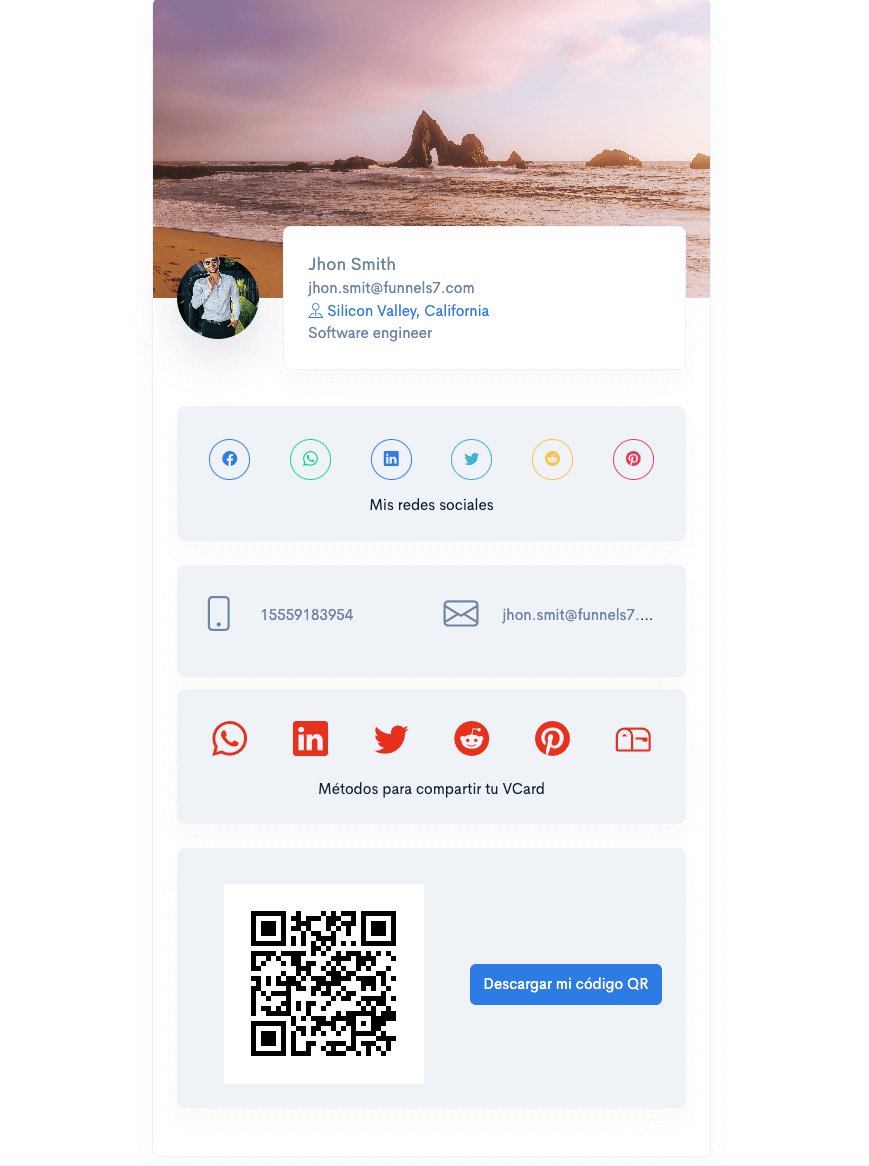 Jhon Smith
jhon.smit@funnels7.com
Silicon Valley, California
Software engineer
Mis redes sociales
15559183954
jhon.smit@funnels7....
Métodos para compartir tu VCard
Descargar mi código QR